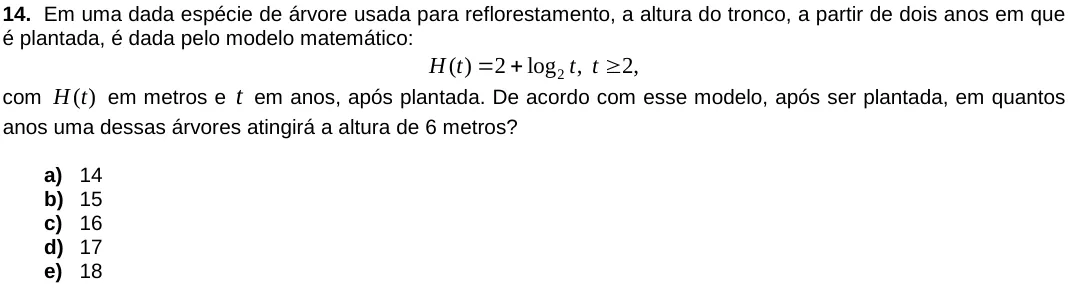 14. Em uma dada espécie de árvore usada para reflorestamento, a altura do tronco, a partir de dois anos em que
é plantada, é dada pelo modelo matemático:
H(t) =2 + log₂ t, t ≥2,
com H(t) em metros e t em anos, após plantada. De acordo com esse modelo, após ser plantada, em quantos
anos uma dessas árvores atingirá a altura de 6 metros?
a) 14
b) 15
c) 16
d) 17
e) 18